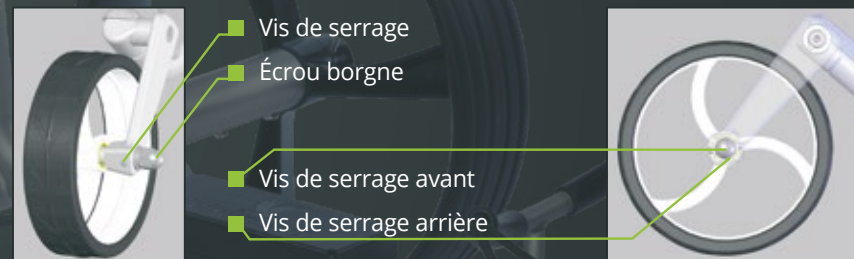 Vis de serrage
Écrou borgne
Vis de serrage avant
Vis de serrage arrière